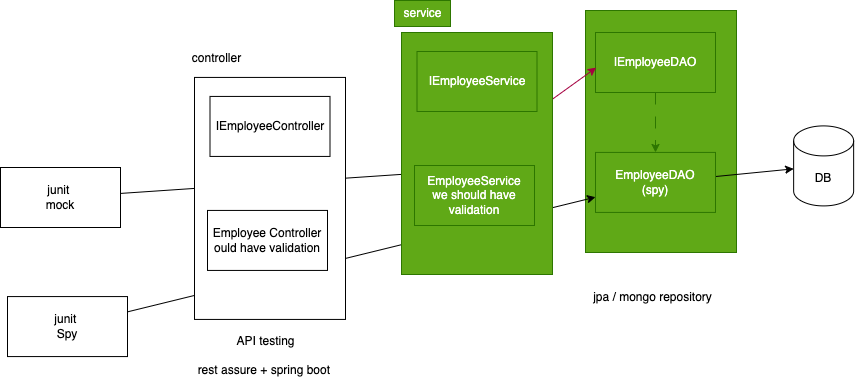 service
controller
IEmployeeService
IEmployeeDAO
IEmployeeController
junit
mock
EmployeeService
we should have
validation
EmployeeDAO
(spy)
DB
Employee Controller
ould have validation
junit
Spy
jpa / mongo repository
API testing
rest assure + spring boot